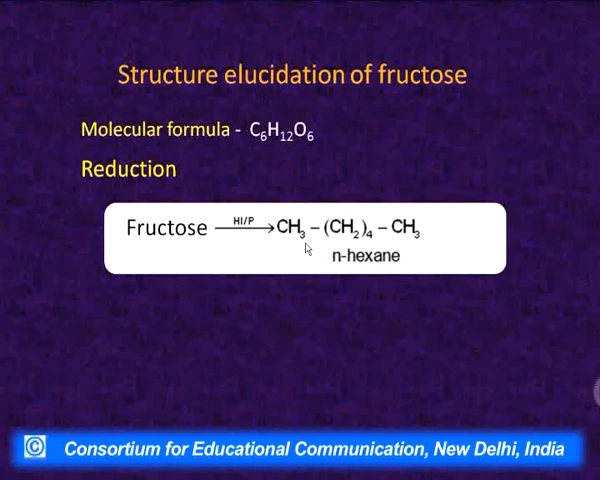 Structure elucidation of fructose
Molecular formula - C₆H₁₂O₆
Reduction
Fructose HI/P → CH₃ – (CH₂)₄ – CH₃
n-hexane
© Consortium for Educational Communication, New Delhi, India